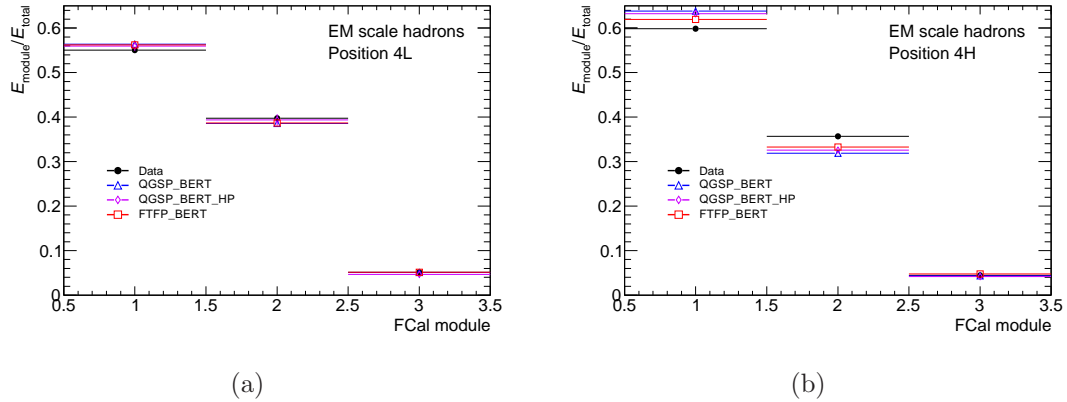 E_module/E_total
0.6
0.5
0.4
0.3
0.2
0.1
0
EM scale hadrons
Position 4L
Data
QGSP_BERT
QGSP_BERT_HP
FTFP_BERT
0.5 1 1.5 2 2.5 3 3.5
FCal module
(a)
E_module/E_total
0.6
0.5
0.4
0.3
0.2
0.1
0
EM scale hadrons
Position 4H
Data
QGSP_BERT
QGSP_BERT_HP
FTFP_BERT
0.5 1 1.5 2 2.5 3 3.5
FCal module
(b)